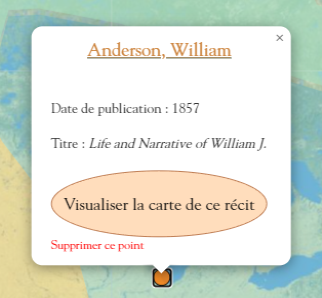 ×
Anderson, William
Date de publication : 1857
Titre : Life and Narrative of William J.
Visualiser la carte de ce récit
Supprimer ce point